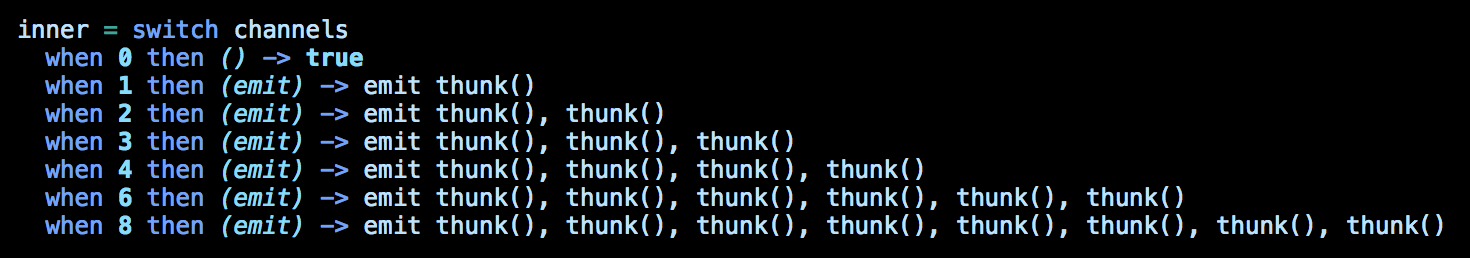 inner = switch channels
when 0 then () -> true
when 1 then (emit) -> emit thunk()
when 2 then (emit) -> emit thunk(), thunk()
when 3 then (emit) -> emit thunk(), thunk(), thunk()
when 4 then (emit) -> emit thunk(), thunk(), thunk(), thunk()
when 6 then (emit) -> emit thunk(), thunk(), thunk(), thunk(), thunk(), thunk()
when 8 then (emit) -> emit thunk(), thunk(), thunk(), thunk(), thunk(), thunk(), thunk(), thunk()